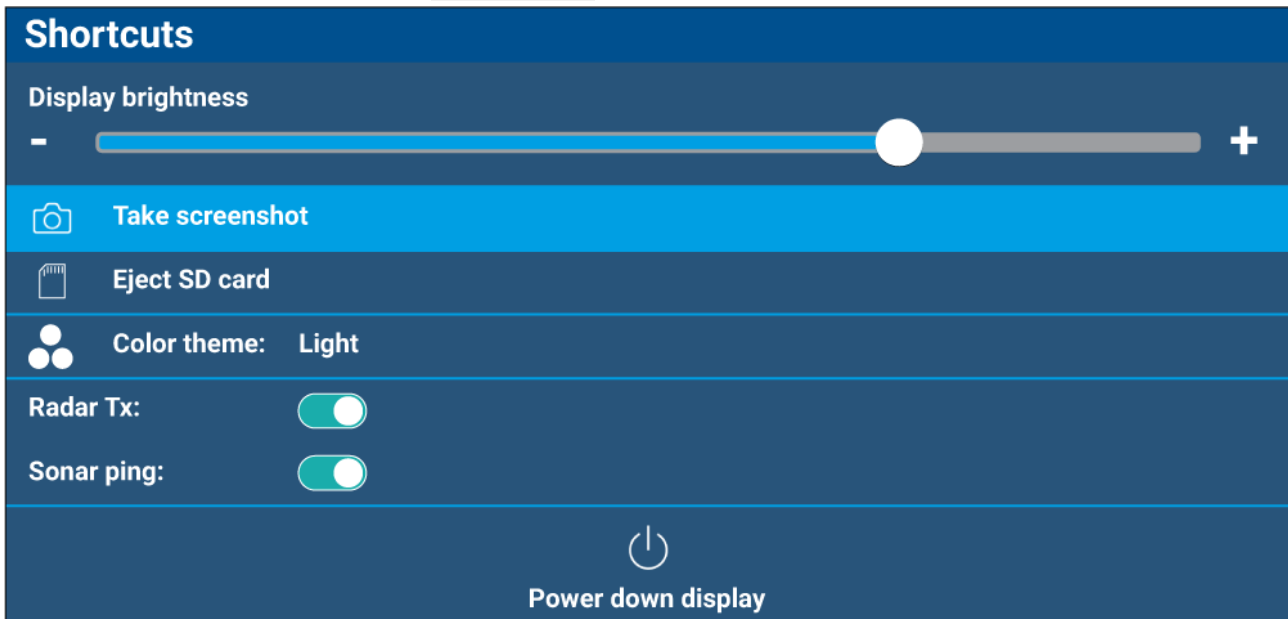 Shortcuts
Display brightness
- +
Take screenshot
Eject SD card
Color theme: Light
Radar Tx:
Sonar ping:
Power down display